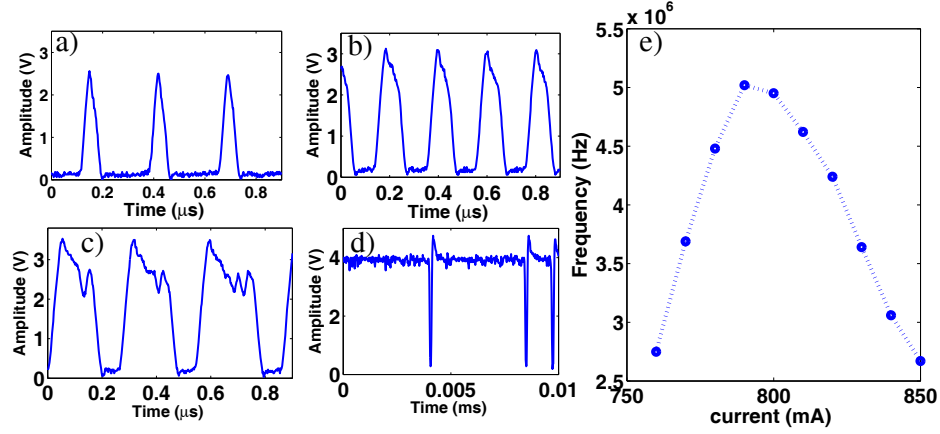 a)
3
2
1
0
Amplitude (V)
0 0.2 0.4 0.6 0.8
Time (μs)
b)
3
2
1
0
Amplitude (V)
0 0.2 0.4 0.6 0.8
Time (μs)
c)
3
2
1
0
Amplitude (V)
0 0.2 0.4 0.6 0.8
Time (μs)
d)
4
2
0
Amplitude (V)
0 0.005 0.01
Time (ms)
x 10⁶
e)
5.5
5
4.5
4
3.5
3
2.5
Frequency (Hz)
750 800 850
current (mA)